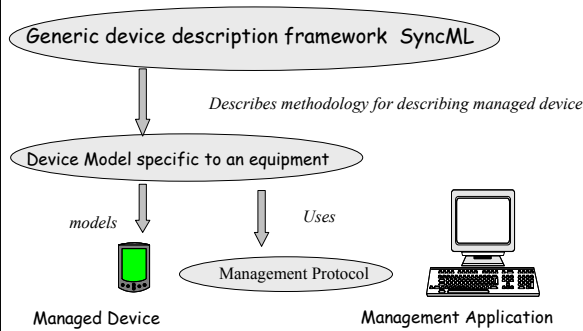 Generic device description framework SyncML
Describes methodology for describing managed device
Device Model specific to an equipment
models
Uses
Management Protocol
Managed Device
Management Application